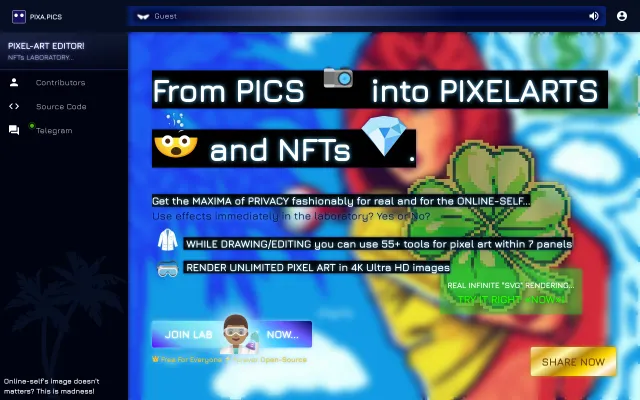 PIXA.PICS
Guest
PIXEL-ART EDITOR!
NFTs LABORATORY...
Contributors
Source Code
Telegram
From PICS into PIXELARTS
and NFTs .
Get the MAXIMA of PRIVACY fashionably for real and for the ONLINE-SELF...
Use effects immediately in the laboratory? Yes or No?
WHILE DRAWING/EDITING you can use 55+ tools for pixel art within 7 panels
RENDER UNLIMITED PIXEL ART in 4K Ultra HD images
REAL INFINITE "SVG" RENDERING...
TRY IT RIGHT NOW
JOIN LAB NOW...
For Everyone Open-Source
SHARE NOW
Online-self's image doesn't
matters? This is madness!